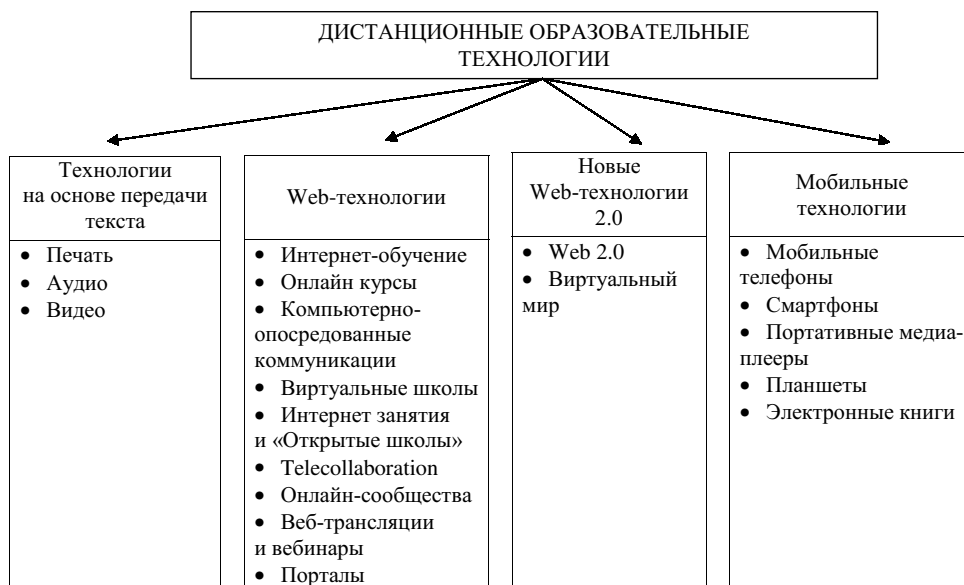 ДИСТАНЦИОННЫЕ ОБРАЗОВАТЕЛЬНЫЕ
ТЕХНОЛОГИИ
Технологии
на основе передачи
текста
• Печать
• Аудио
• Видео
Web-технологии
• Интернет-обучение
• Онлайн курсы
• Компьютерно-
опосредованные
коммуникации
• Виртуальные школы
• Интернет занятия
и «Открытые школы»
• Telecollaboration
• Онлайн-сообщества
• Веб-трансляции
и вебинары
• Порталы
Новые
Web-технологии
2.0
• Web 2.0
• Виртуальный
мир
Мобильные
технологии
• Мобильные
телефоны
• Смартфоны
• Портативные медиа-
плееры
• Планшеты
• Электронные книги